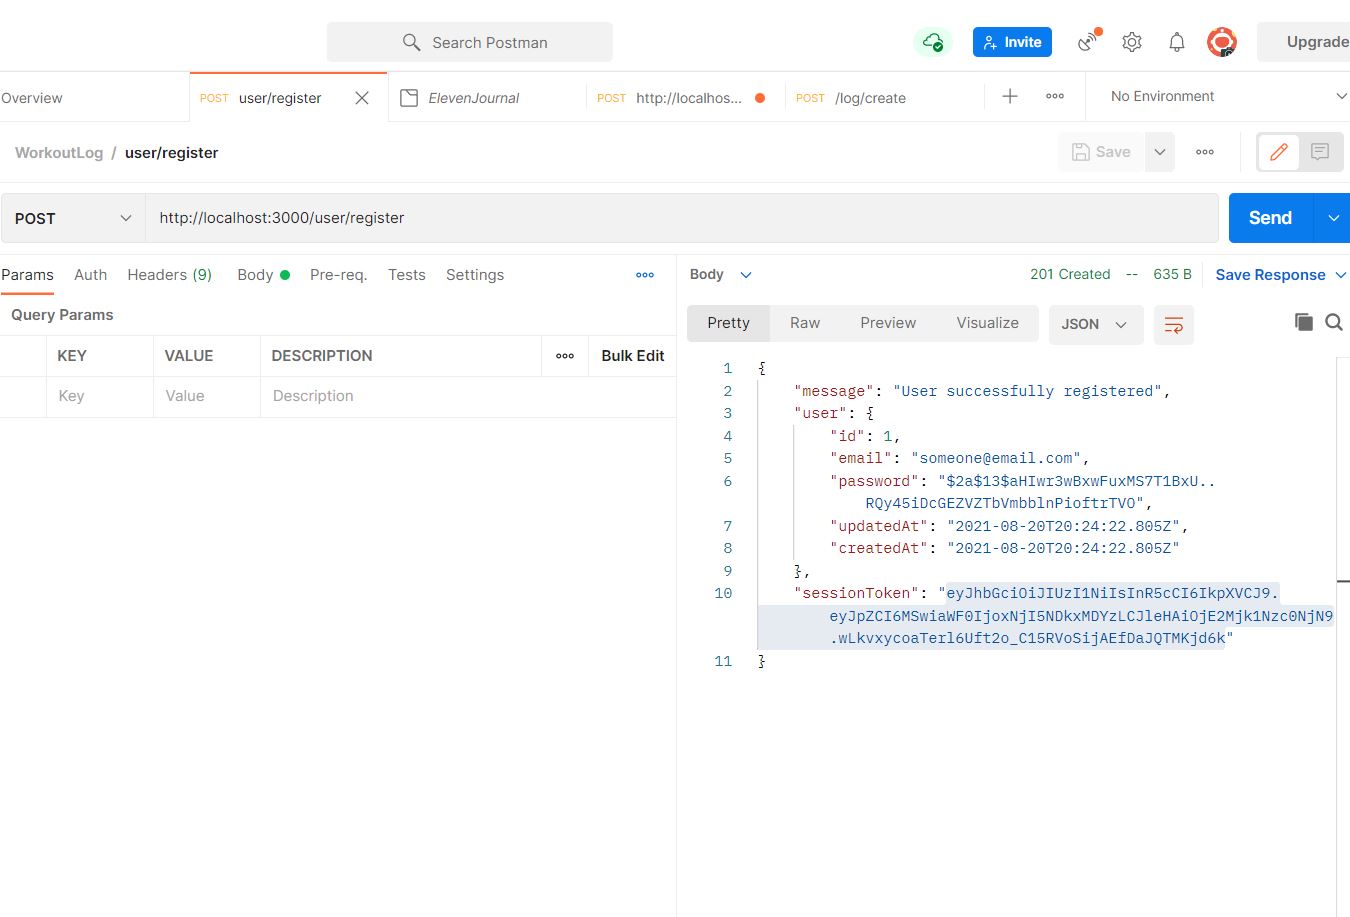 Search Postman
Invite
Upgrade
Overview
POST user/register
ElevenJournal
POST http://localhos...
POST /log/create
No Environment
WorkoutLog / user/register
Save
POST
http://localhost:3000/user/register
Send
Params Auth Headers (9) Body Pre-req. Tests Settings
Query Params
KEY VALUE DESCRIPTION Bulk Edit
Key Value Description
Body
201 Created -- 635 B Save Response
Pretty Raw Preview Visualize JSON
1 {
2 "message": "User successfully registered",
3 "user": {
4 "id": 1,
5 "email": "someone@email.com",
6 "password": "$2a$13$aHIwr3wBxwFuxMS7T1BxU..
RQy45iDcGEZVZTbVmbblnPioftrTVO",
7 "updatedAt": "2021-08-20T20:24:22.805Z",
8 "createdAt": "2021-08-20T20:24:22.805Z"
9 },
10 "sessionToken": "eyJhbGciOiJIUzI1NiIsInR5cCI6IkpXVCJ9.
eyJpZCI6MSwiaWF0IjoxNjI5NDkxMDYzLCJleHAiOjE2Mjk1Nzc0NjN9
.wLkvxycoaTerl6Uft2o_C15RVoSijAEfDaJQTMKjd6k"
11 }